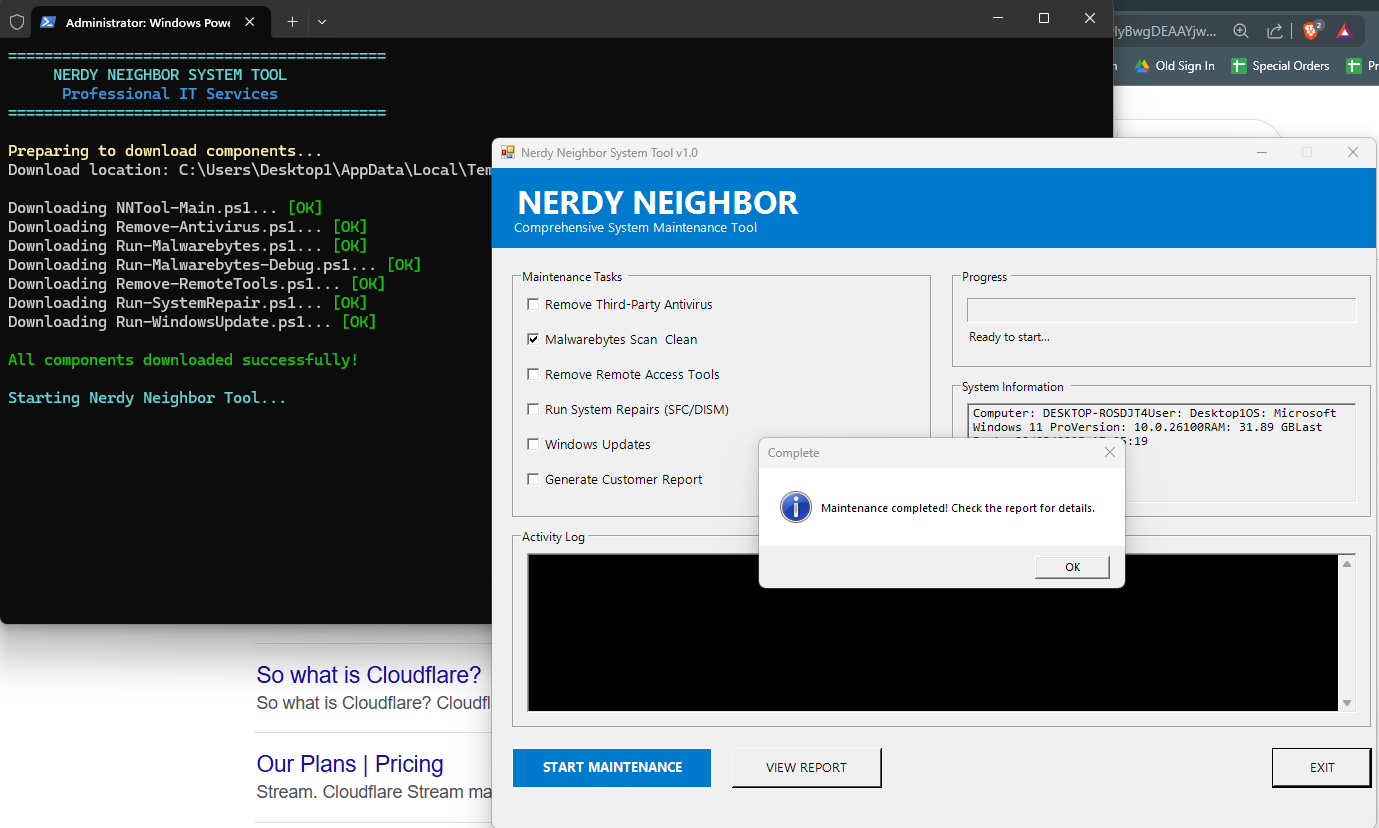 Administrator: Windows Powe
========================================
NERDY NEIGHBOR SYSTEM TOOL
Professional IT Services
========================================
Preparing to download components...
Download location: C:\Users\Desktop1\AppData\Local\Tem
Downloading NNTool-Main.ps1... [OK]
Downloading Remove-Antivirus.ps1... [OK]
Downloading Run-Malwarebytes.ps1... [OK]
Downloading Run-Malwarebytes-Debug.ps1... [OK]
Downloading Remove-RemoteTools.ps1... [OK]
Downloading Run-SystemRepair.ps1... [OK]
Downloading Run-WindowsUpdate.ps1... [OK]
All components downloaded successfully!
Starting Nerdy Neighbor Tool...
lyBwgDEAAYjw...
2
Old Sign In
Special Orders
Pr
Nerdy Neighbor System Tool v1.0
NERDY NEIGHBOR
Comprehensive System Maintenance Tool
Maintenance Tasks
Remove Third-Party Antivirus
Malwarebytes Scan  Clean
Remove Remote Access Tools
Run System Repairs (SFC/DISM)
Windows Updates
Generate Customer Report
Progress
Ready to start...
System Information
Computer: DESKTOP-ROSDJT4User: Desktop1OS: Microsoft
Windows 11 ProVersion: 10.0.26100RAM: 31.89 GBLast
5:19
Complete
Maintenance completed! Check the report for details.
OK
Activity Log
START MAINTENANCE
VIEW REPORT
EXIT
So what is Cloudflare?
So what is Cloudflare? Cloudfl
Our Plans | Pricing
Stream. Cloudflare Stream ma